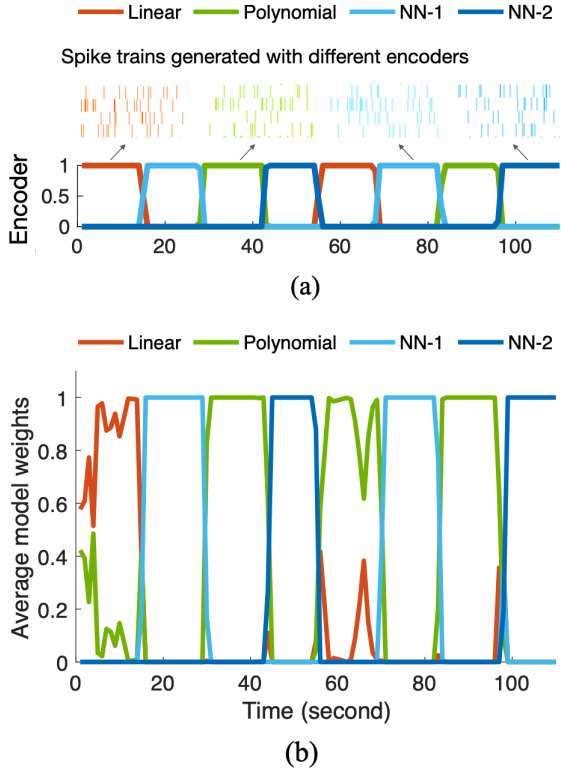 Linear Polynomial NN-1 NN-2
Spike trains generated with different encoders
Encoder
1
0.5
0
0 20 40 60 80 100
(a)
Linear Polynomial NN-1 NN-2
Average model weights
1
0.8
0.6
0.4
0.2
0
0 20 40 60 80 100
Time (second)
(b)